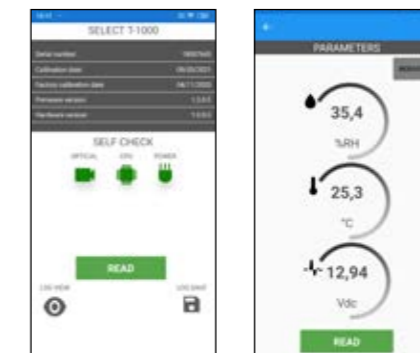 SELECT T-1000
Serial number
Calibration date
Factory calibration date
Firmware version
Hardware version
SELF CHECK
OPTICAL CPU POWER
READ
LOG VIEW LOG SAVE
PARAMETERS
35,4
%RH
25,3
°C
12,94
Vdc
READ